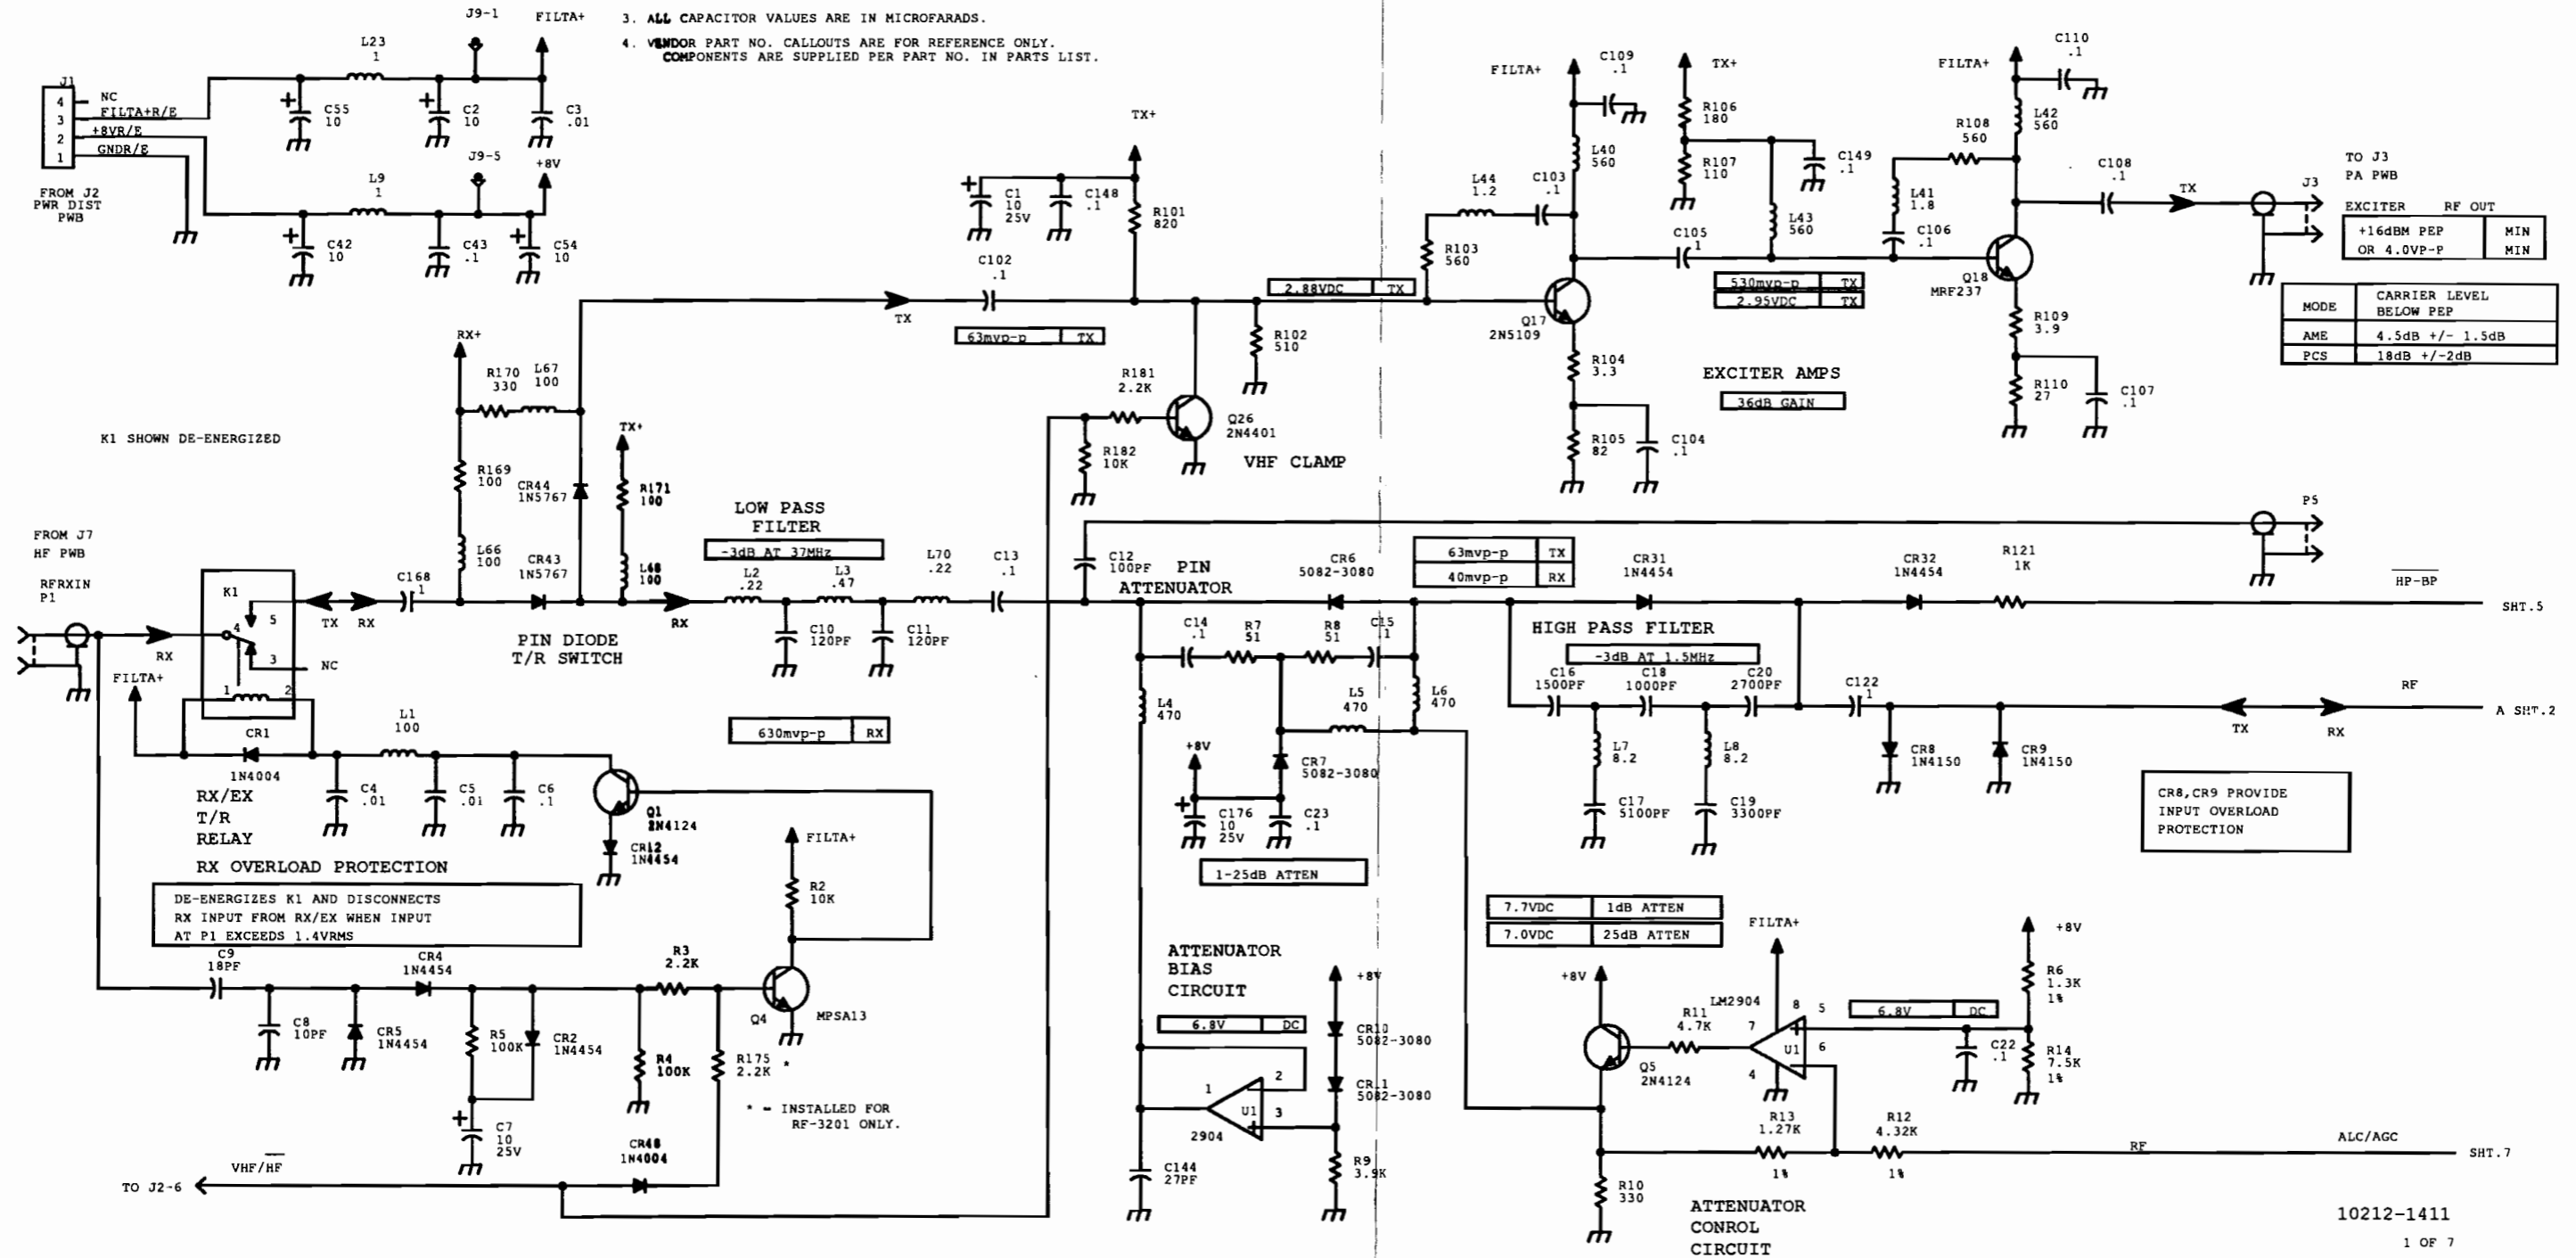 3. ALL CAPACITOR VALUES ARE IN MICROFARADS.
4. VENDOR PART NO. CALLOUTS ARE FOR REFERENCE ONLY.
COMPONENTS ARE SUPPLIED PER PART NO. IN PARTS LIST.
J9-1
FILTA+
L23
1
J1
4 NC
3 FILTA+R/E
2 +8VR/E
1 GNDR/E
C55
10
C2
10
C3
.01
FROM J2
PWR DIST
PWB
J9-5
+8V
L9
1
C42
10
C43
.1
C54
10
TX+
C1
10
25V
C148
.1
R101
820
C102
.1
TX
63mvp-p TX
2.88VDC TX
R102
510
R181
2.2K
Q26
2N4401
R182
10K
VHF CLAMP
FILTA+
C109
.1
L40
560
L44
1.2
C103
.1
R103
560
Q17
2N5109
R104
3.3
R105
82
C104
.1
TX+
R106
180
R107
110
C149
.1
L43
560
C105
1
530mvp-p TX
2.95VDC TX
EXCITER AMPS
36dB GAIN
FILTA+
C110
.1
L42
560
R108
560
L41
1.8
C106
.1
C108
.1
TX
Q18
MRF237
R109
3.9
R110
27
C107
.1
TO J3
PA PWB
J3
EXCITER RF OUT
+16dBM PEP MIN
OR 4.0VP-P MIN
MODE CARRIER LEVEL BELOW PEP
AME 4.5dB +/- 1.5dB
PCS 18dB +/-2dB
K1 SHOWN DE-ENERGIZED
RX+
R170
330
L67
100
R169
100
L66
100
CR44
1N5767
CR43
1N5767
TX+
R171
100
L68
100
FROM J7
HF PWB
RFRXIN
P1
K1
5
4
3
NC
1 2
RX
TX RX
C168
.1
PIN DIODE
T/R SWITCH
RX
LOW PASS
FILTER
-3dB AT 37MHz
L2
.22
L3
.47
L70
.22
C13
.1
C10
120PF
C11
120PF
630mvp-p RX
C12
100PF
PIN
ATTENUATOR
CR6
5082-3080
63mvp-p TX
40mvp-p RX
CR31
1N4454
CR32
1N4454
R121
1K
P5
HP-BP
SHT.5
C14
.1
R7
51
R8
51
C15
1
L4
470
L5
470
L6
470
+8V
CR7
5082-3080
C176
10
25V
C23
.1
1-25dB ATTEN
HIGH PASS FILTER
-3dB AT 1.5MHz
C16
1500PF
C18
1000PF
C20
2700PF
C122
1
L7
8.2
L8
8.2
C17
5100PF
C19
3300PF
CR8
1N4150
CR9
1N4150
TX
RX
RF
A SHT.2
CR8,CR9 PROVIDE
INPUT OVERLOAD
PROTECTION
FILTA+
CR1
1N4004
L1
100
RX/EX
T/R
RELAY
C4
.01
C5
.01
C6
.1
Q1
2N4124
CR12
1N4454
RX OVERLOAD PROTECTION
DE-ENERGIZES K1 AND DISCONNECTS
RX INPUT FROM RX/EX WHEN INPUT
AT P1 EXCEEDS 1.4VRMS
FILTA+
R2
10K
C9
18PF
CR4
1N4454
R3
2.2K
Q4
MPSA13
C8
10PF
CR5
1N4454
R5
100K
CR2
1N4454
R4
100K
R175
2.2K *
C7
10
25V
* = INSTALLED FOR
RF-3201 ONLY.
CR48
1N4004
VHF/HF
TO J2-6
ATTENUATOR
BIAS
CIRCUIT
6.8V DC
+8V
CR10
5082-3080
CR11
5082-3080
1
2
3
U1
2904
R9
3.9K
C144
27PF
7.7VDC 1dB ATTEN
7.0VDC 25dB ATTEN
+8V
Q5
2N4124
R11
4.7K
FILTA+
LM2904
8
5
7
6
4
U1
6.8V DC
C22
.1
+8V
R6
1.3K
1%
R14
7.5K
1%
R13
1.27K
1%
R12
4.32K
1%
R10
330
RF
ALC/AGC
SHT.7
ATTENUATOR
CONROL
CIRCUIT
10212-1411
1 OF 7